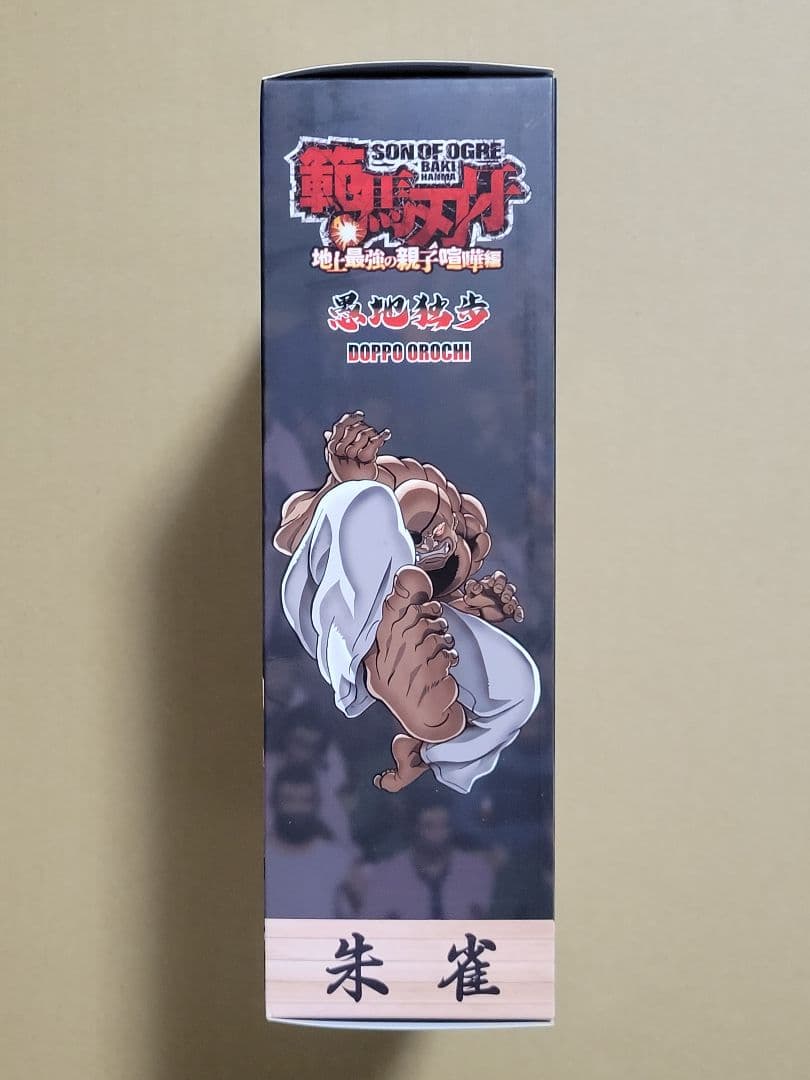 SON OF OGRE
BAKI
HANMA
範馬刃牙
地上最強の親子喧嘩編
愚地独歩
DOPPO OROCHI
朱雀